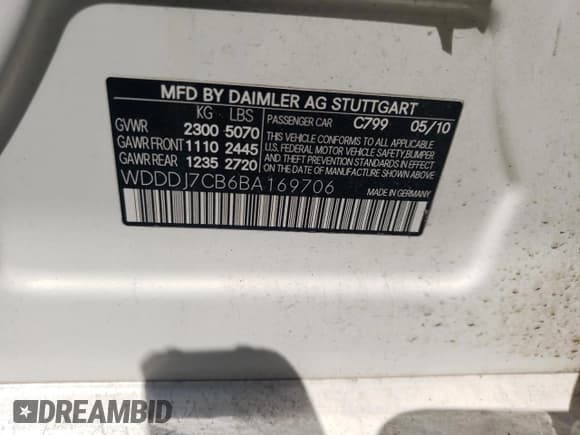 MFD BY DAIMLER AG STUTTGART
KG LBS PASSENGER CAR C799 05/10
GVWR 2300 5070
GAWR FRONT 1110 2445
GAWR REAR 1235 2720
THIS VEHICLE CONFORMS TO ALL APPLICABLE
U.S. FEDERAL MOTOR VEHICLE SAFETY,BUMPER
AND THEFT PREVENTION STANDARDS IN EFFECT
ON THE DATE OF MANUFACTURE SHOWN ABOVE
WDDDJ7CB6BA169706
MADE IN GERMANY
DREAMBID